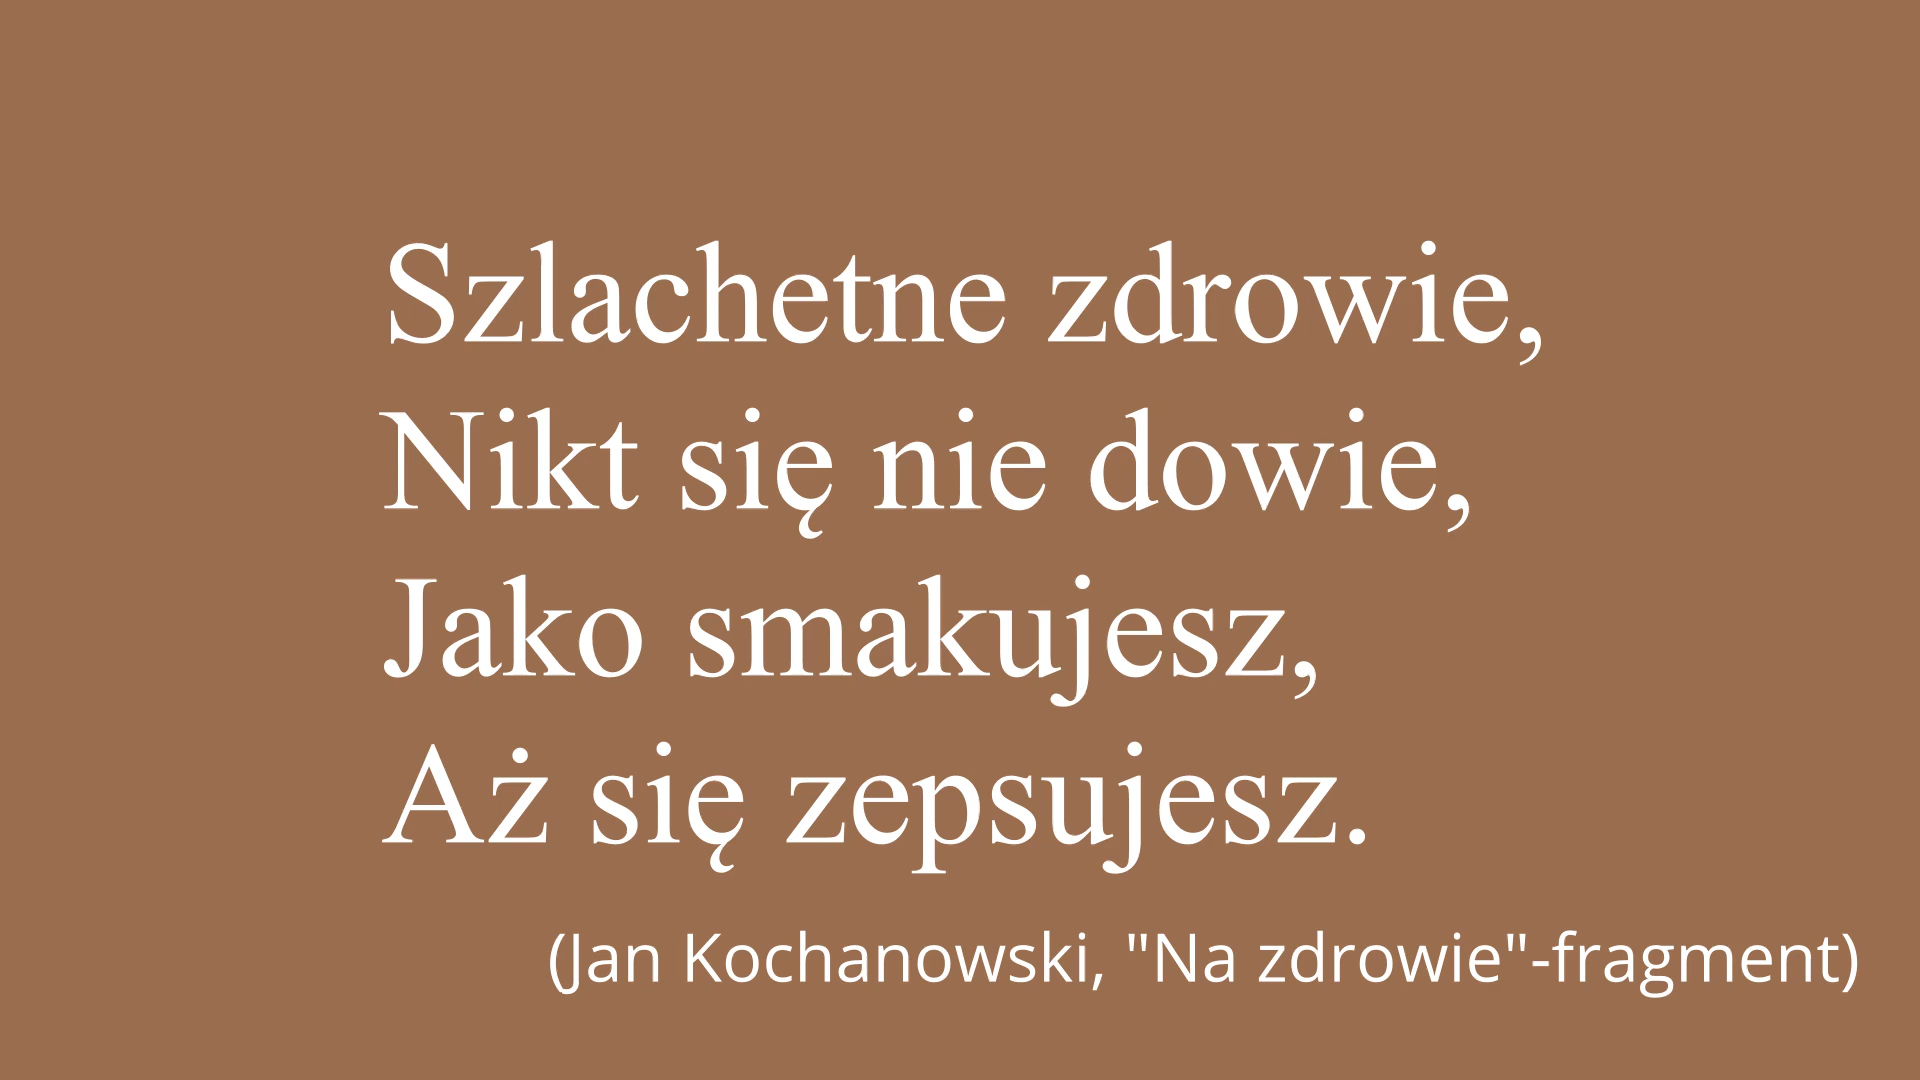 Szlachetne zdrowie,
Nikt się nie dowie,
Jako smakujesz,
Aż się zepsujesz.
(Jan Kochanowski, "Na zdrowie"-fragment)